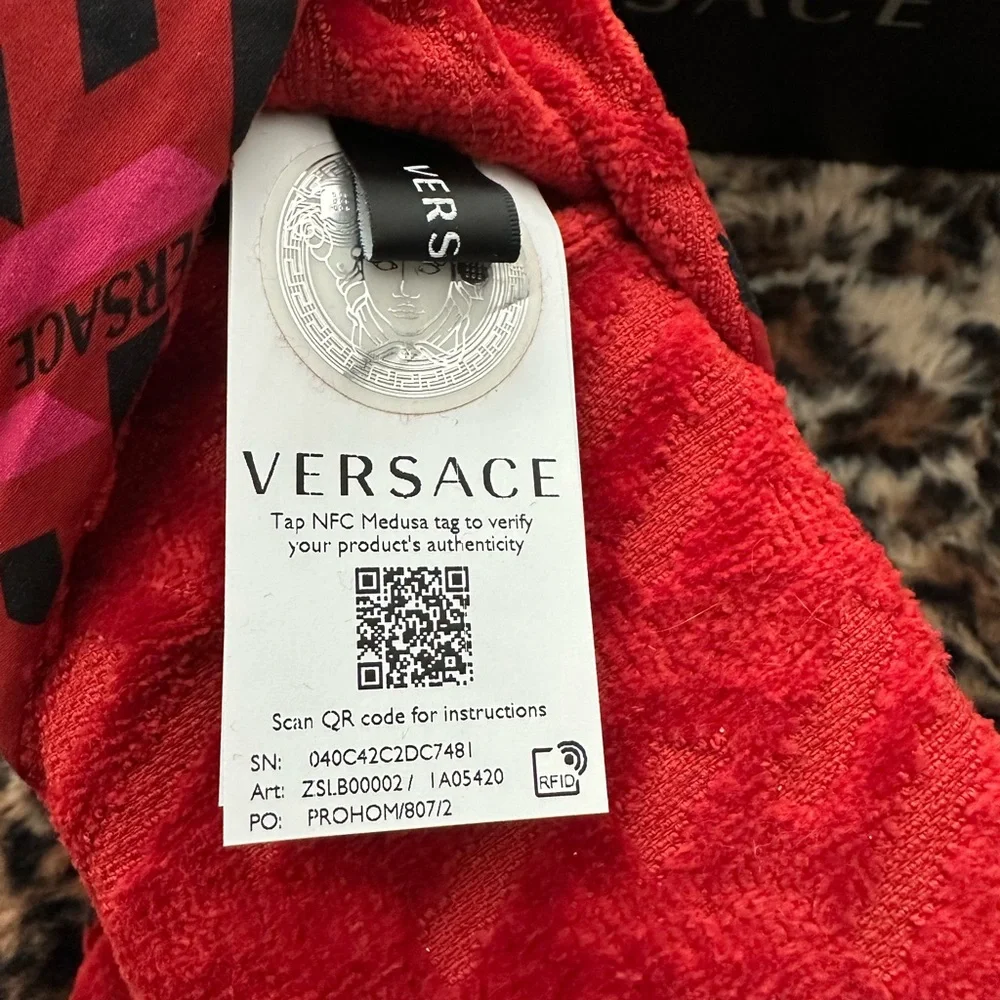 SACE
VERS
ERSACE
VERSACE
Tap NFC Medusa tag to verify
your product's authenticity
Scan QR code for instructions
SN: 040C42C2DC7481
Art: ZSLB00002 / 1A05420
PO: PROHOM/807/2
RFID